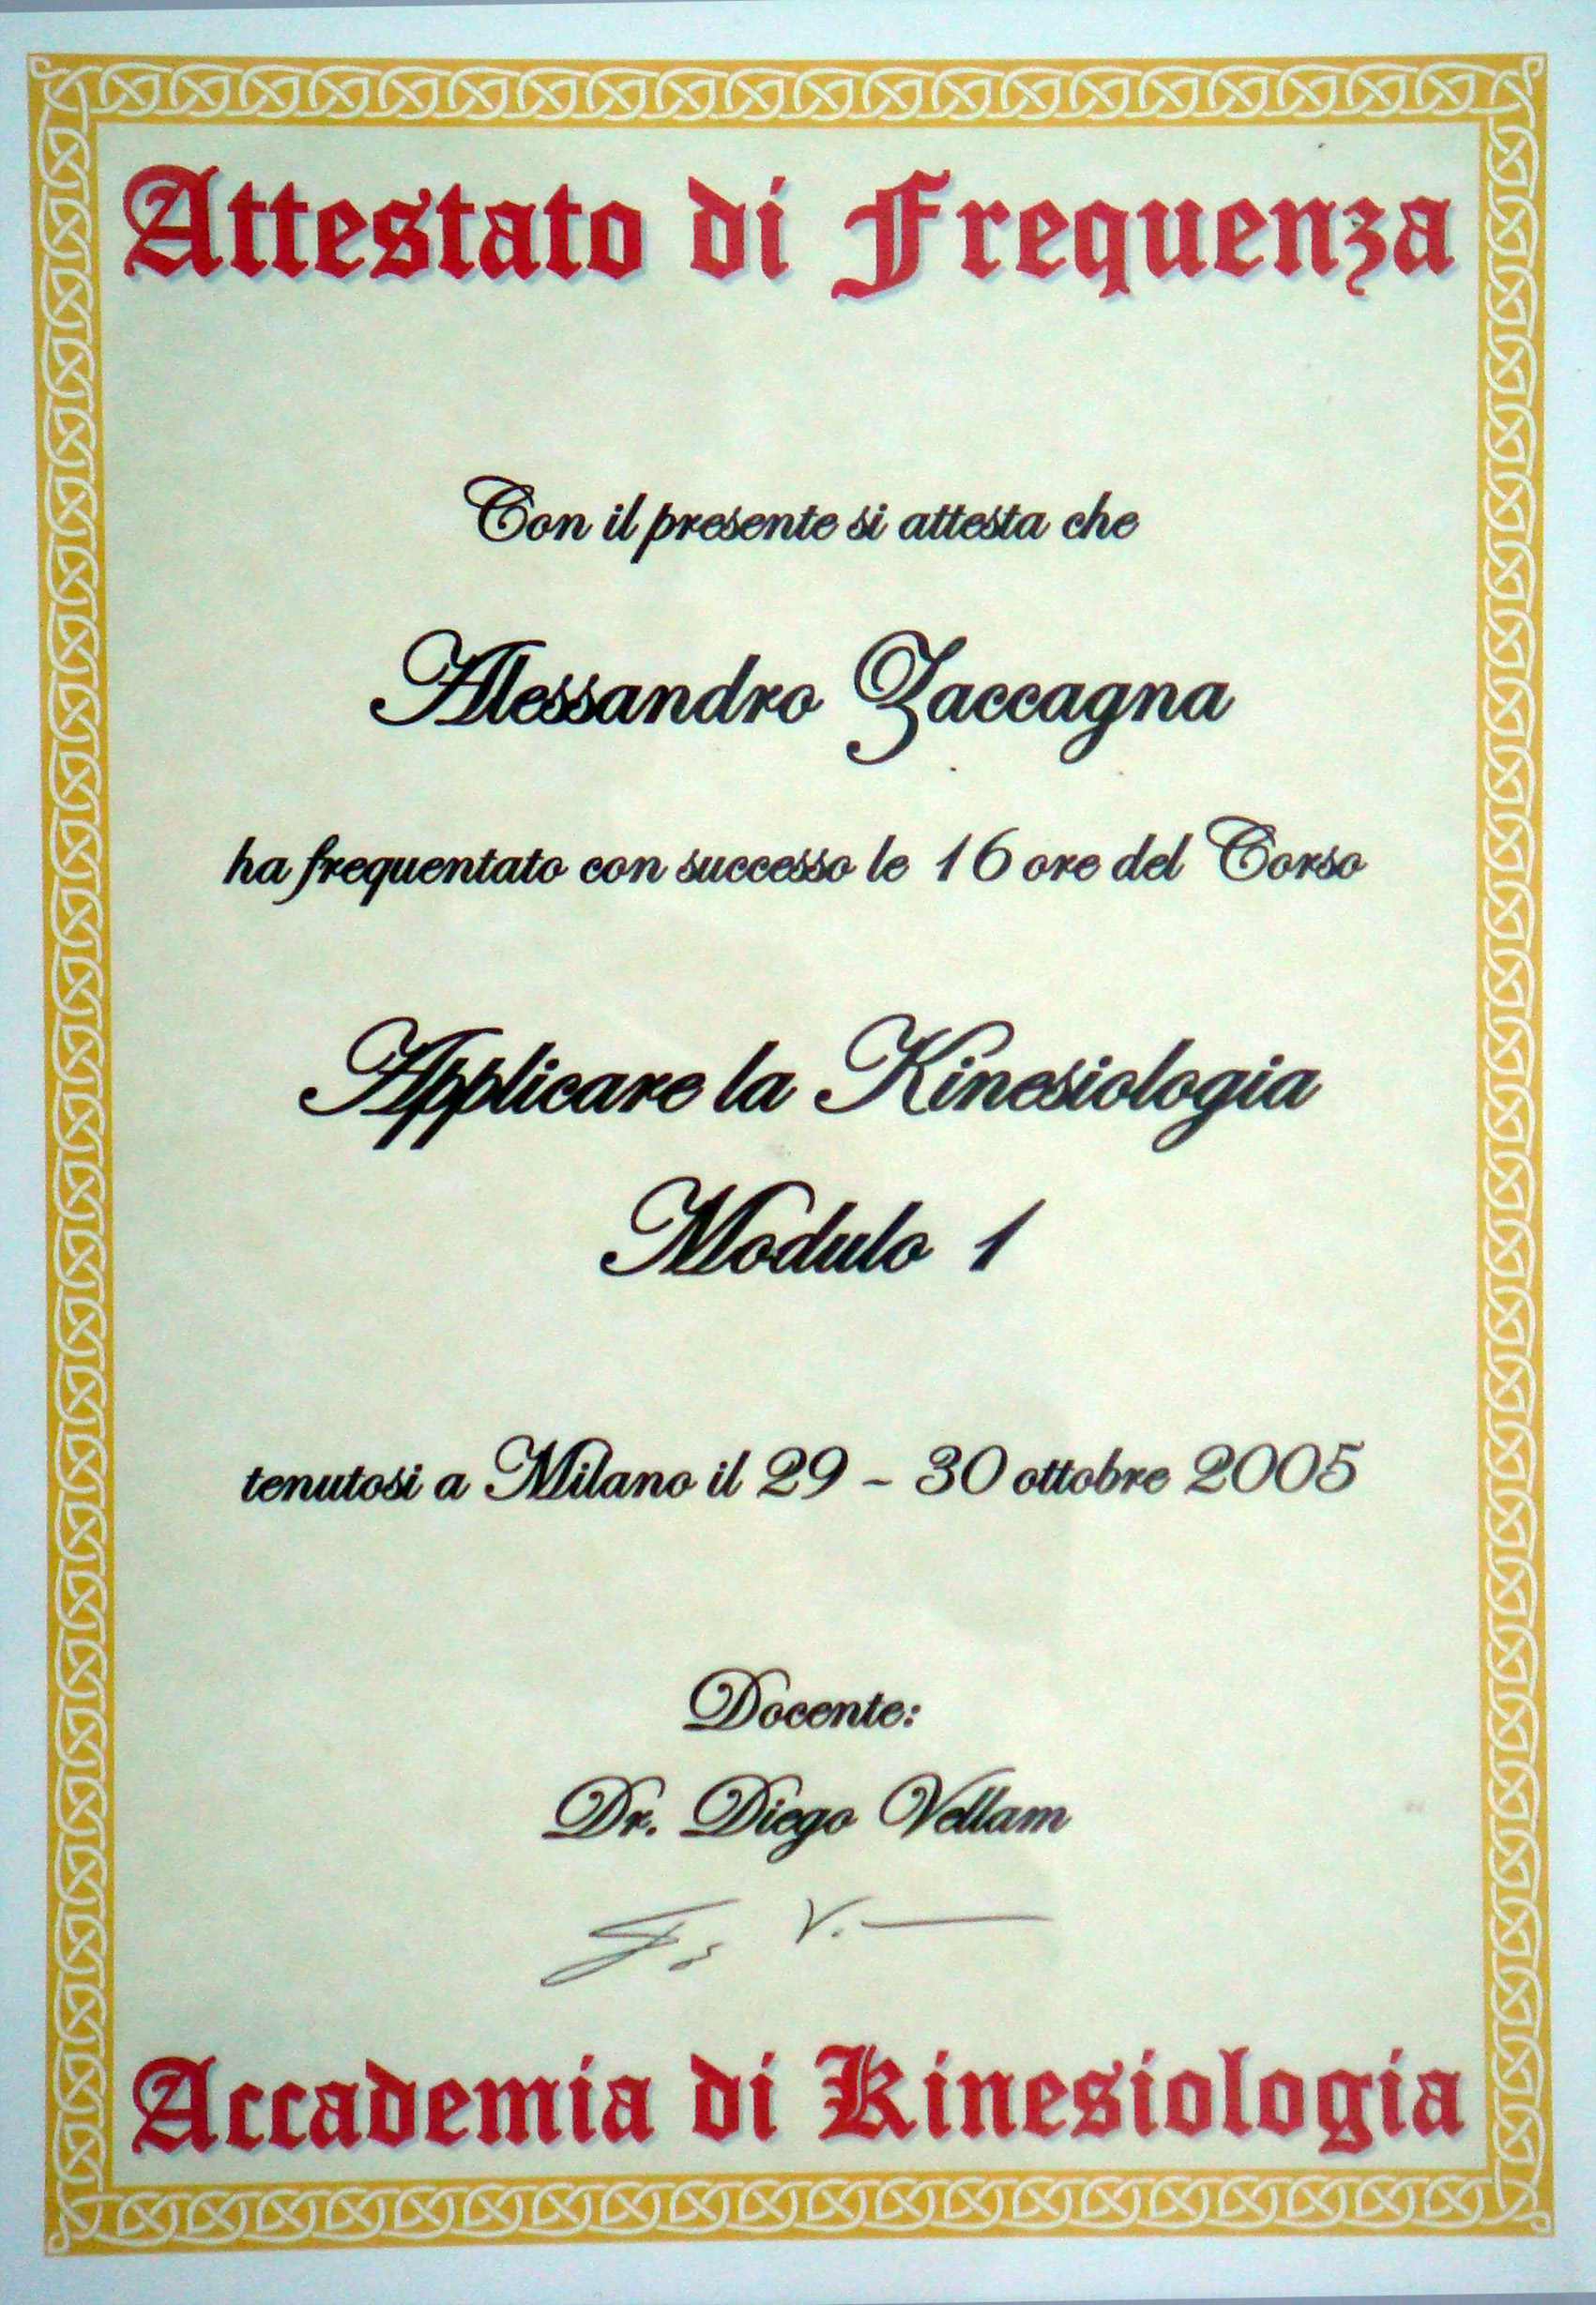 Attestato di Frequenza
Con il presente si attesta che
Alessandro Zaccagna
ha frequentato con successo le 16 ore del Corso
Applicare la Kinesiologia
Modulo 1
tenutosi a Milano il 29 - 30 ottobre 2005
Docente:
Dr. Diego Vellam
Accademia di Kinesiologia